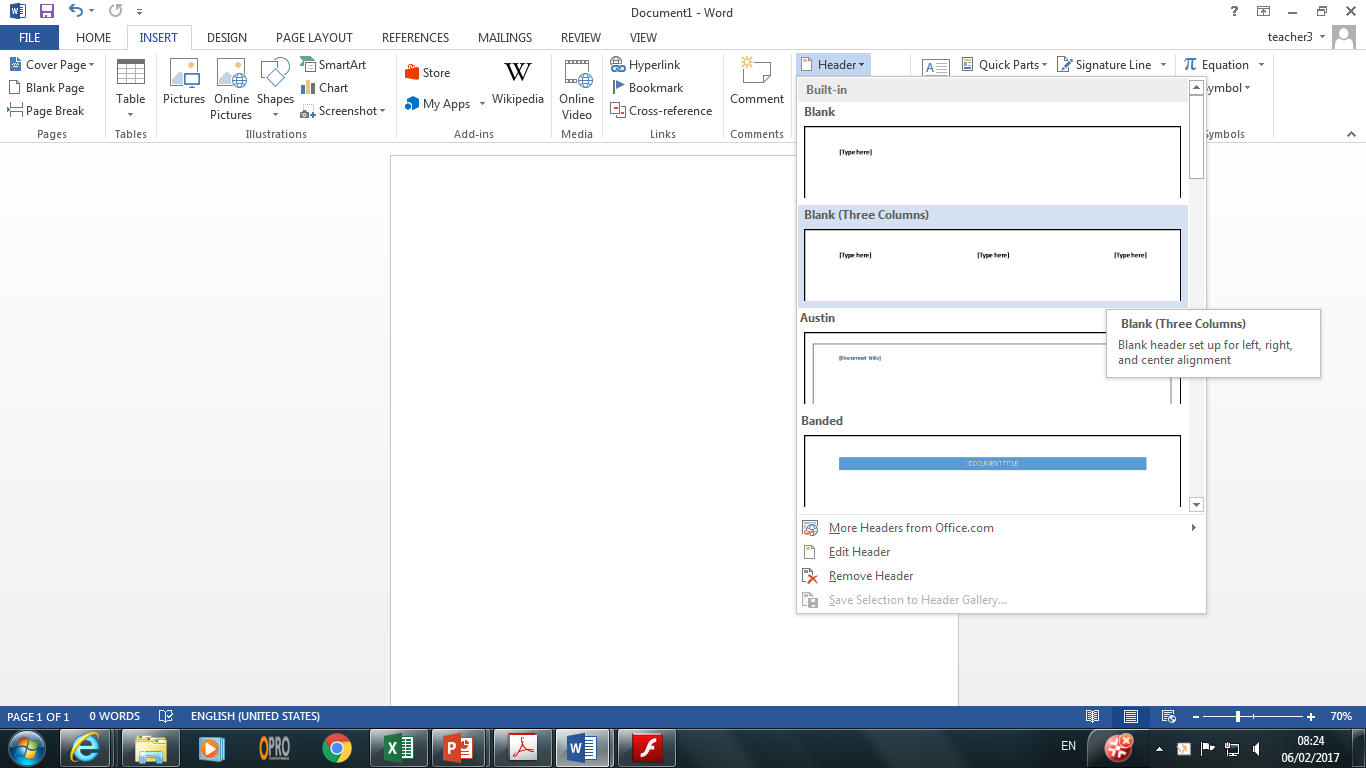 Document1 - Word
?
FILE HOME INSERT DESIGN PAGE LAYOUT REFERENCES MAILINGS REVIEW VIEW teacher3
Cover Page
Blank Page
Page Break
Pages
Table
Tables
Pictures
Online
Pictures
Shapes
SmartArt
Chart
Screenshot
Illustrations
Store
My Apps
W
Wikipedia
Add-ins
Online
Video
Media
Hyperlink
Bookmark
Cross-reference
Links
Comment
Comments
Header
A
Quick Parts
Signature Line
π Equation
ymbol
ymbols
Built-in
Blank
[Type here]
Blank (Three Columns)
[Type here] [Type here] [Type here]
Austin
[Document title]
Banded
[DOCUMENT TITLE]
Blank (Three Columns)
Blank header set up for left, right,
and center alignment
More Headers from Office.com
Edit Header
Remove Header
Save Selection to Header Gallery...
PAGE 1 OF 1 0 WORDS ENGLISH (UNITED STATES) 70%
OPRO
EN
08:24
06/02/2017